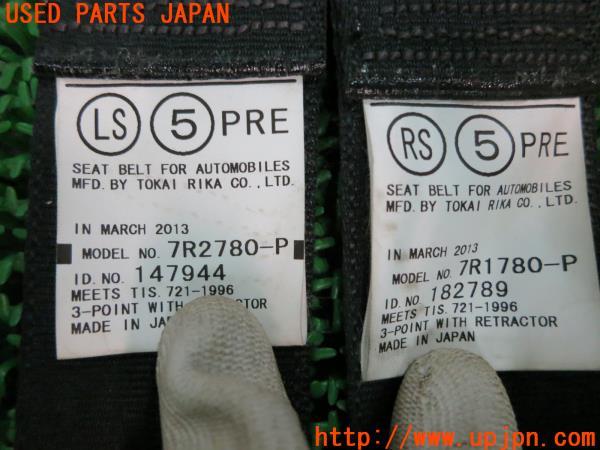 USED PARTS JAPAN
LS 5 PRE
SEAT BELT FOR AUTOMOBILES
MFD. BY TOKAI RIKA CO., LTD.
IN MARCH 2013
MODEL NO. 7R2780-P
ID. NO. 147944
MEETS TIS. 721-1996
3-POINT WITH RETRACTOR
MADE IN JAP
RS 5 PRE
SEAT BELT FOR AUTOMOBILES
MFD. BY TOKAI RIKA CO., LTD.
IN MARCH 2013
MODEL NO. 7R1780-P
ID. NO. 182789
MEETS TIS. 721-1996
3-POINT WITH RETRACTOR
MADE IN JAPAN
http://www.upjpn.com/